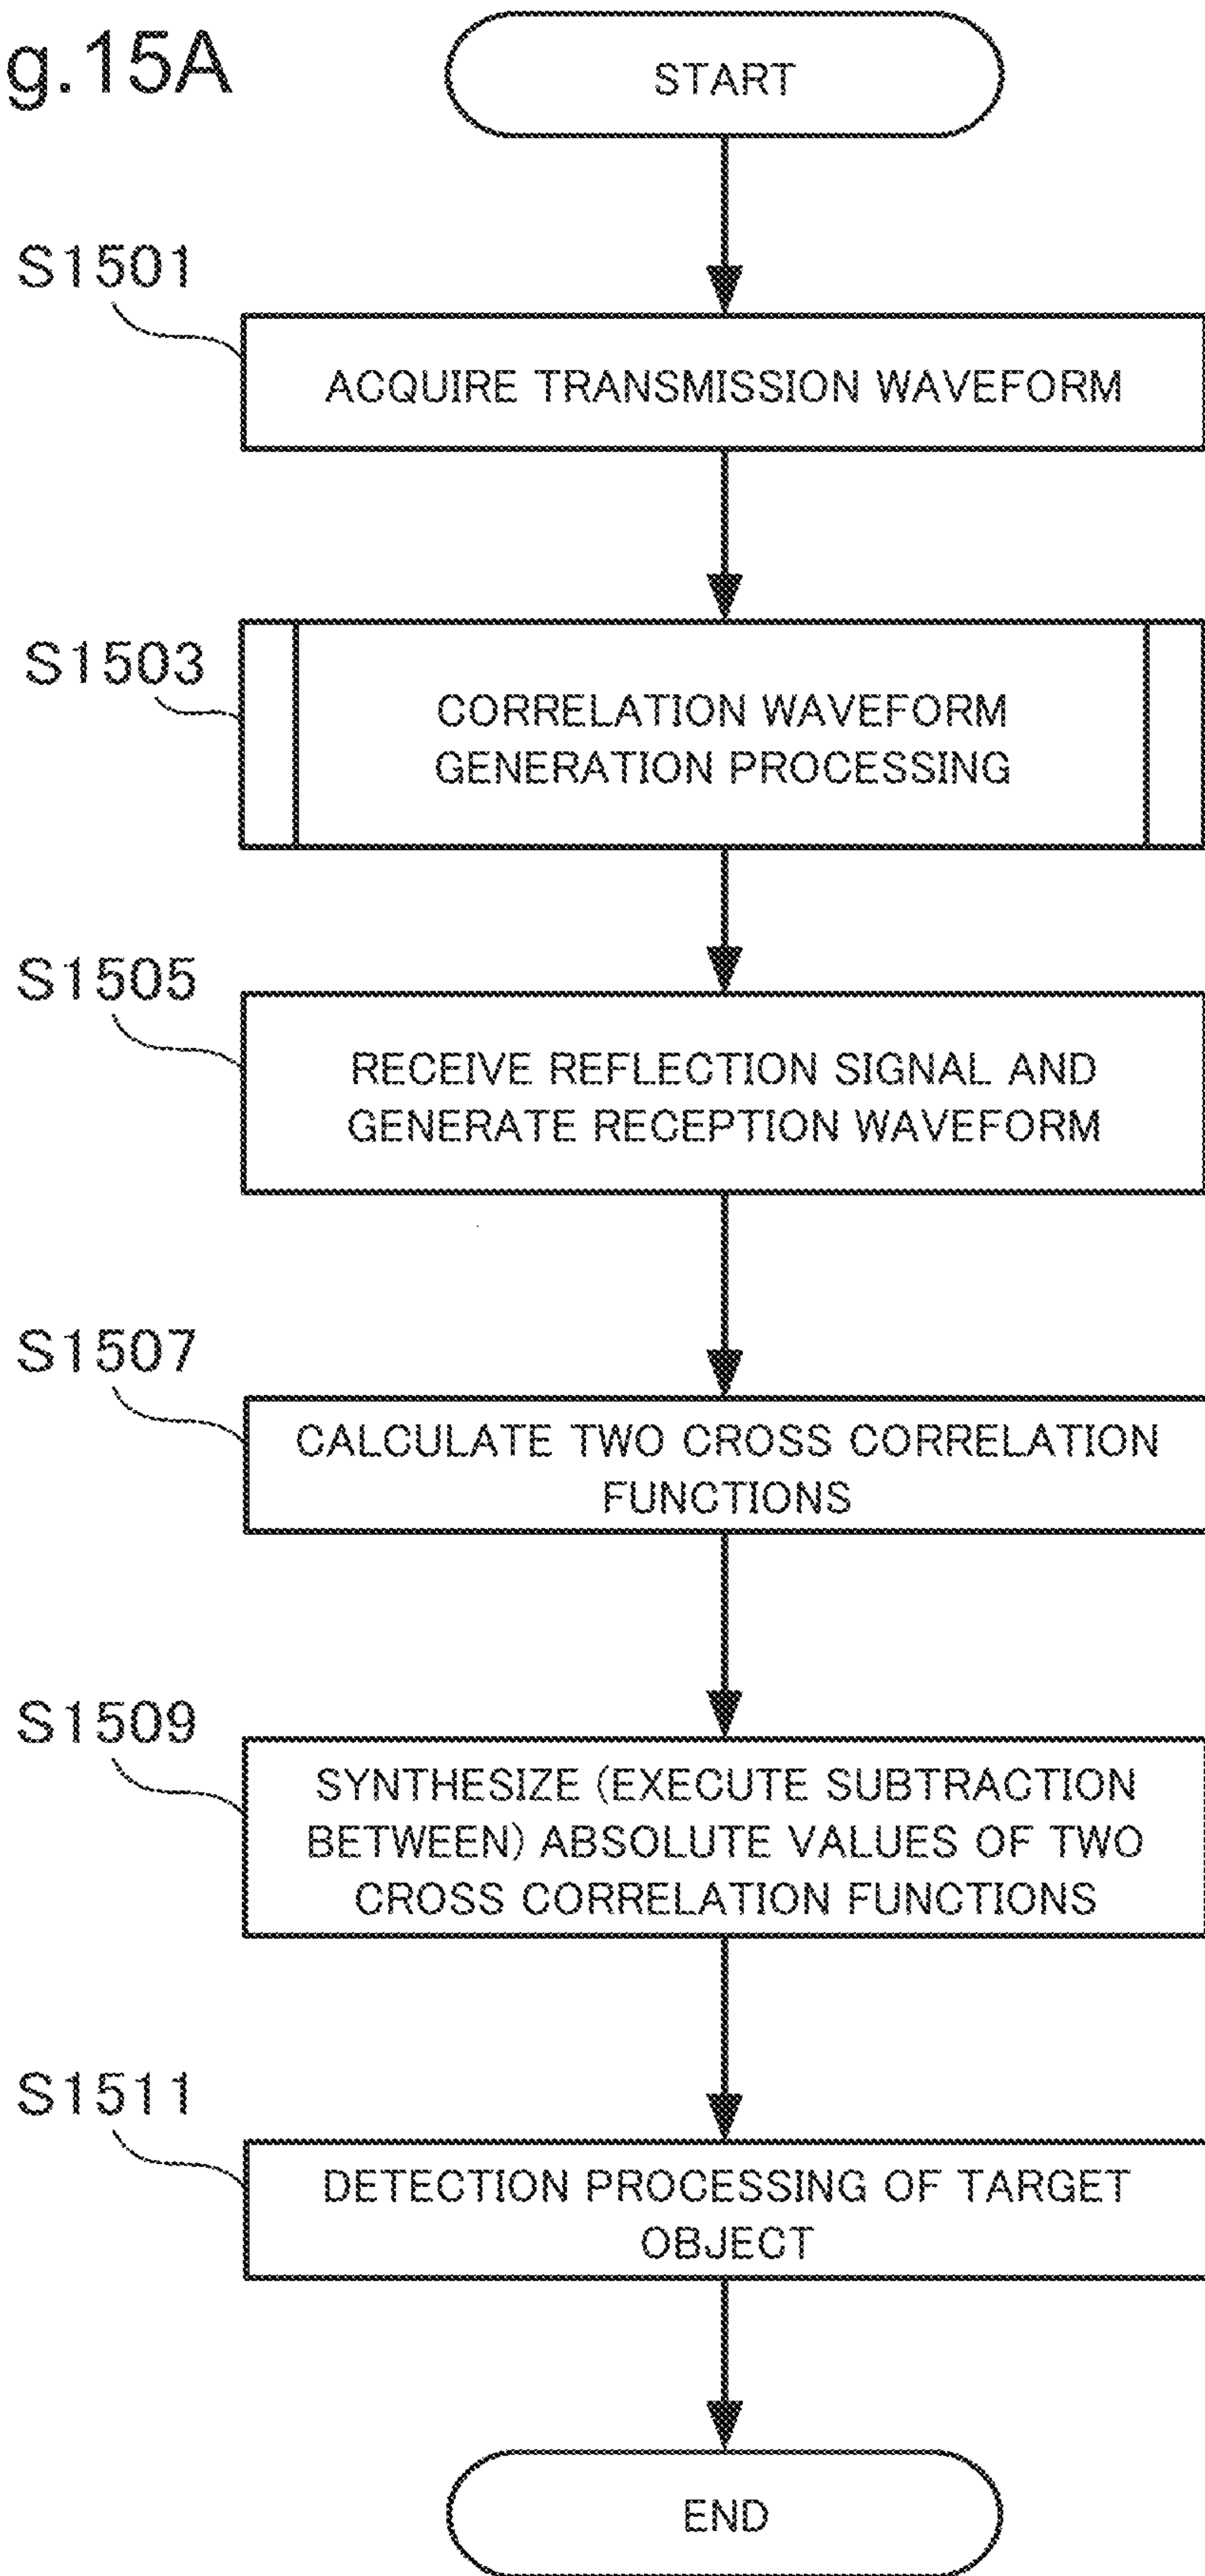 g.15A
START
S1501
ACQUIRE TRANSMISSION WAVEFORM
S1503
CORRELATION WAVEFORM
GENERATION PROCESSING
S1505
RECEIVE REFLECTION SIGNAL AND
GENERATE RECEPTION WAVEFORM
S1507
CALCULATE TWO CROSS CORRELATION
FUNCTIONS
S1509
SYNTHESIZE (EXECUTE SUBTRACTION
BETWEEN) ABSOLUTE VALUES OF TWO
CROSS CORRELATION FUNCTIONS
S1511
DETECTION PROCESSING OF TARGET
OBJECT
END